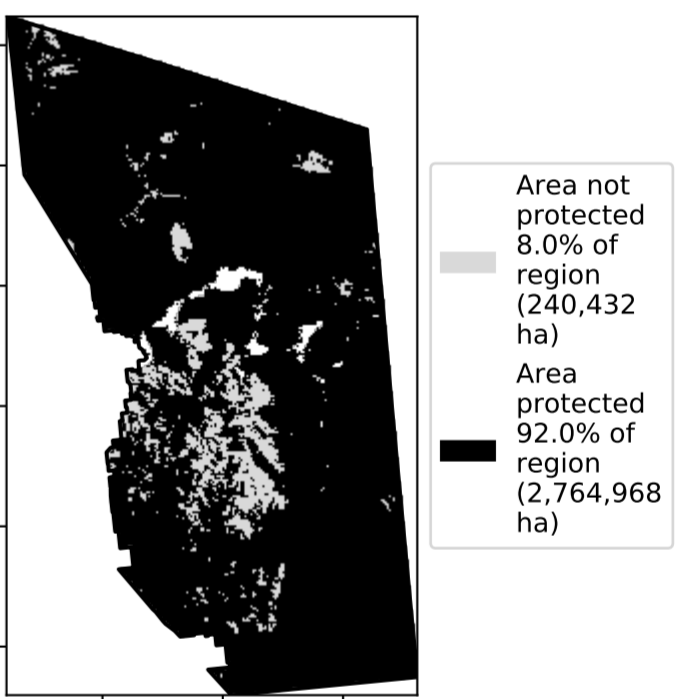 Area not
protected
8.0% of
region
(240,432
ha)
Area
protected
92.0% of
region
(2,764,968
ha)